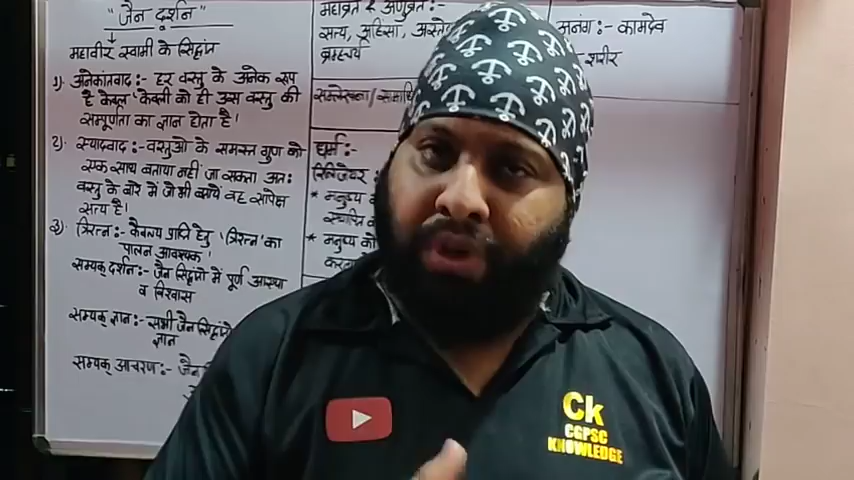 "जैन दर्शन"
महावीर स्वामी के सिद्धांत
1) अनेकांतवाद :- हर वस्तु के अनेक रूप
है केवल 'केवली को ही उस वस्तु की
सम्पूर्णता का ज्ञान होता है।
2) स्यादवाद :- वस्तुओ के समस्त गुण को
एक साथ बताया नहीं जा सकता अतः
वस्तु के बारे में जो भी बतायें वह सापेक्ष
सत्य है।
3) त्रिरत्न :- कैवल्य प्राप्ति हेतु 'त्रिरत्न' का
पालन आवश्यक।
सम्यक् दर्शन :- जैन सिद्धांतो में पूर्ण आस्था
व विश्वास
सम्यक् ज्ञान :- सभी जैन सिद्धांतो
ज्ञान
सम्यक् आचरण :- जैन
महाव्रत व अणुव्रत :-
सत्य, अहिंसा, अस्तेय
ब्रह्मचर्य
धर्म :-
रिलिजियर :
* मनुष्य
* मनुष्य को
अनंग :- कामदेव
शरीर
Ck
CGPSC
KNOWLEDGE